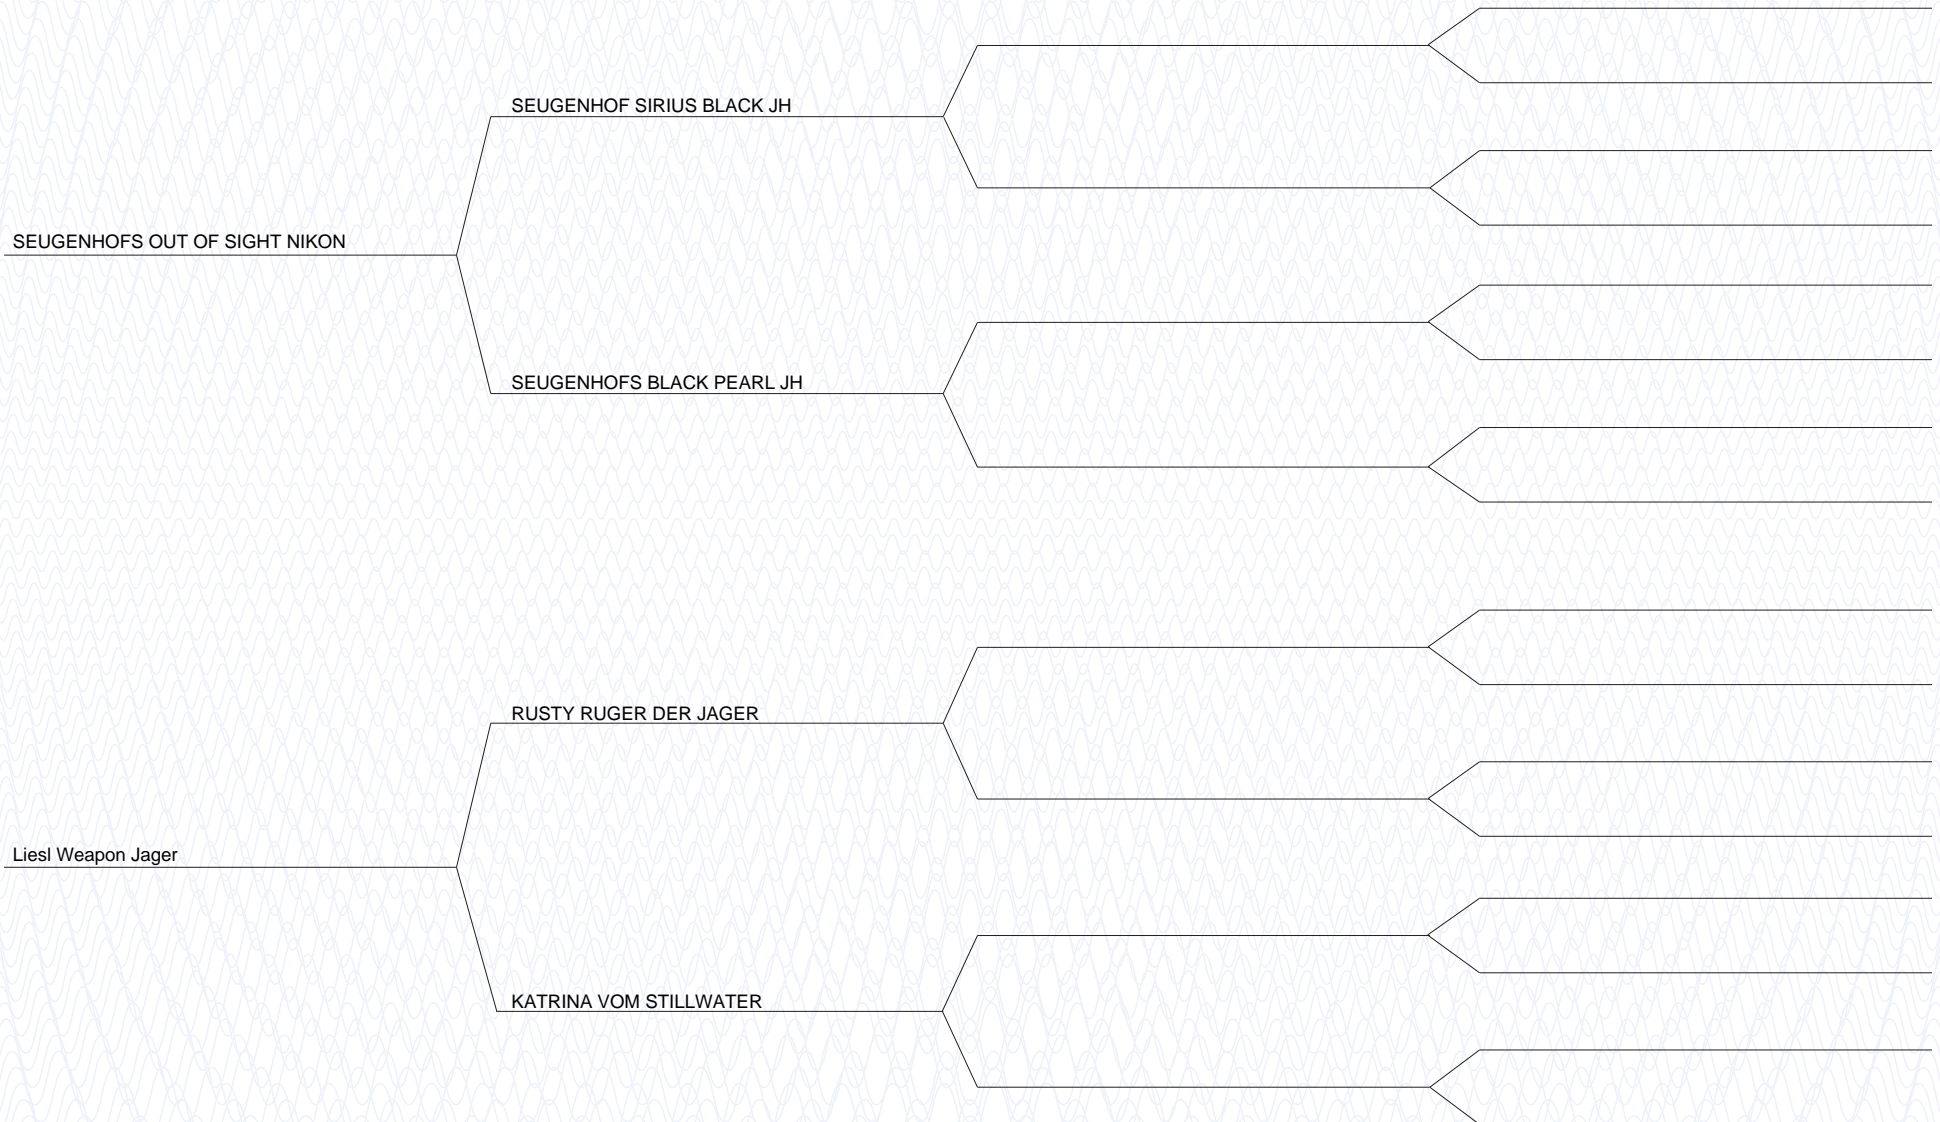 SEUGENHOF SIRIUS BLACK JH
SEUGENHOFS OUT OF SIGHT NIKON
SEUGENHOFS BLACK PEARL JH
RUSTY RUGER DER JAGER
Liesl Weapon Jager
KATRINA VOM STILLWATER